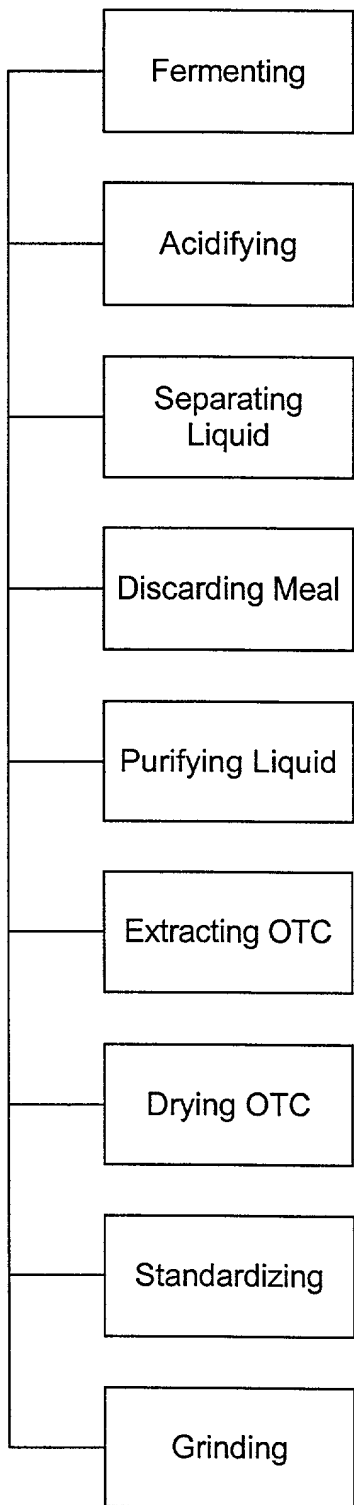 Fermenting
Acidifying
Separating
Liquid
Discarding Meal
Purifying Liquid
Extracting OTC
Drying OTC
Standardizing
Grinding